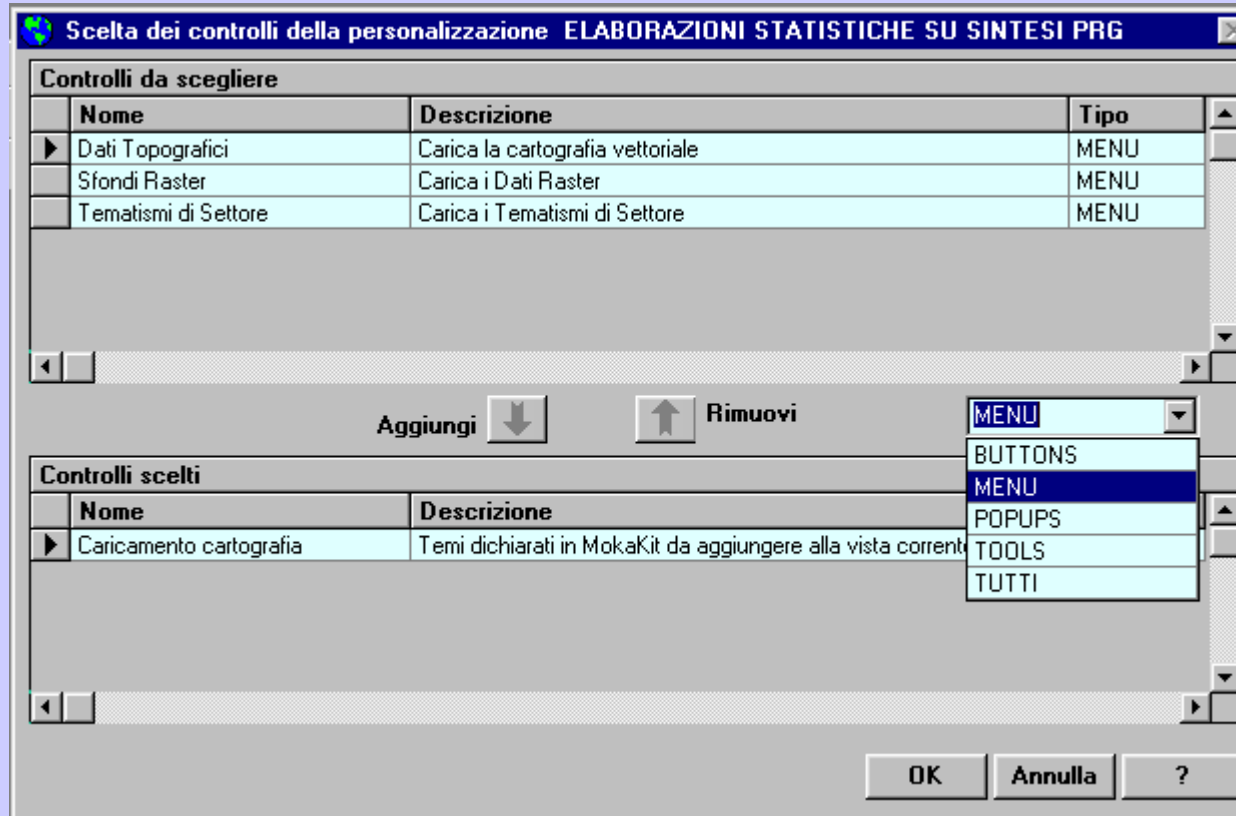 Scelta dei controlli della personalizzazione ELABORAZIONI STATISTICHE SU SINTESI PRG
Controlli da scegliere
Nome Descrizione Tipo
Dati Topografici Carica la cartografia vettoriale MENU
Sfondi Raster Carica i Dati Raster MENU
Tematismi di Settore Carica i Tematismi di Settore MENU
Aggiungi Rimuovi MENU
BUTTONS
MENU
POPUPS
TOOLS
TUTTI
Controlli scelti
Nome Descrizione
Caricamento cartografia Temi dichiarati in MokaKit da aggiungere alla vista corrente
OK Annulla ?